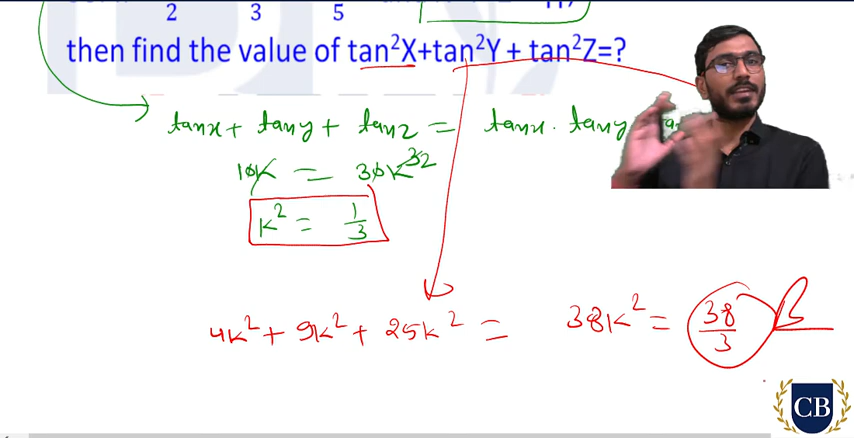 2 3 5
then find the value of tan²X+tan²Y + tan²Z=?
tanx + tany + tanz = tanx . tany
10K = 30K³²
K² = 1/3
4K² + 9K² + 25K² = 38K² = 38/3 B
CB